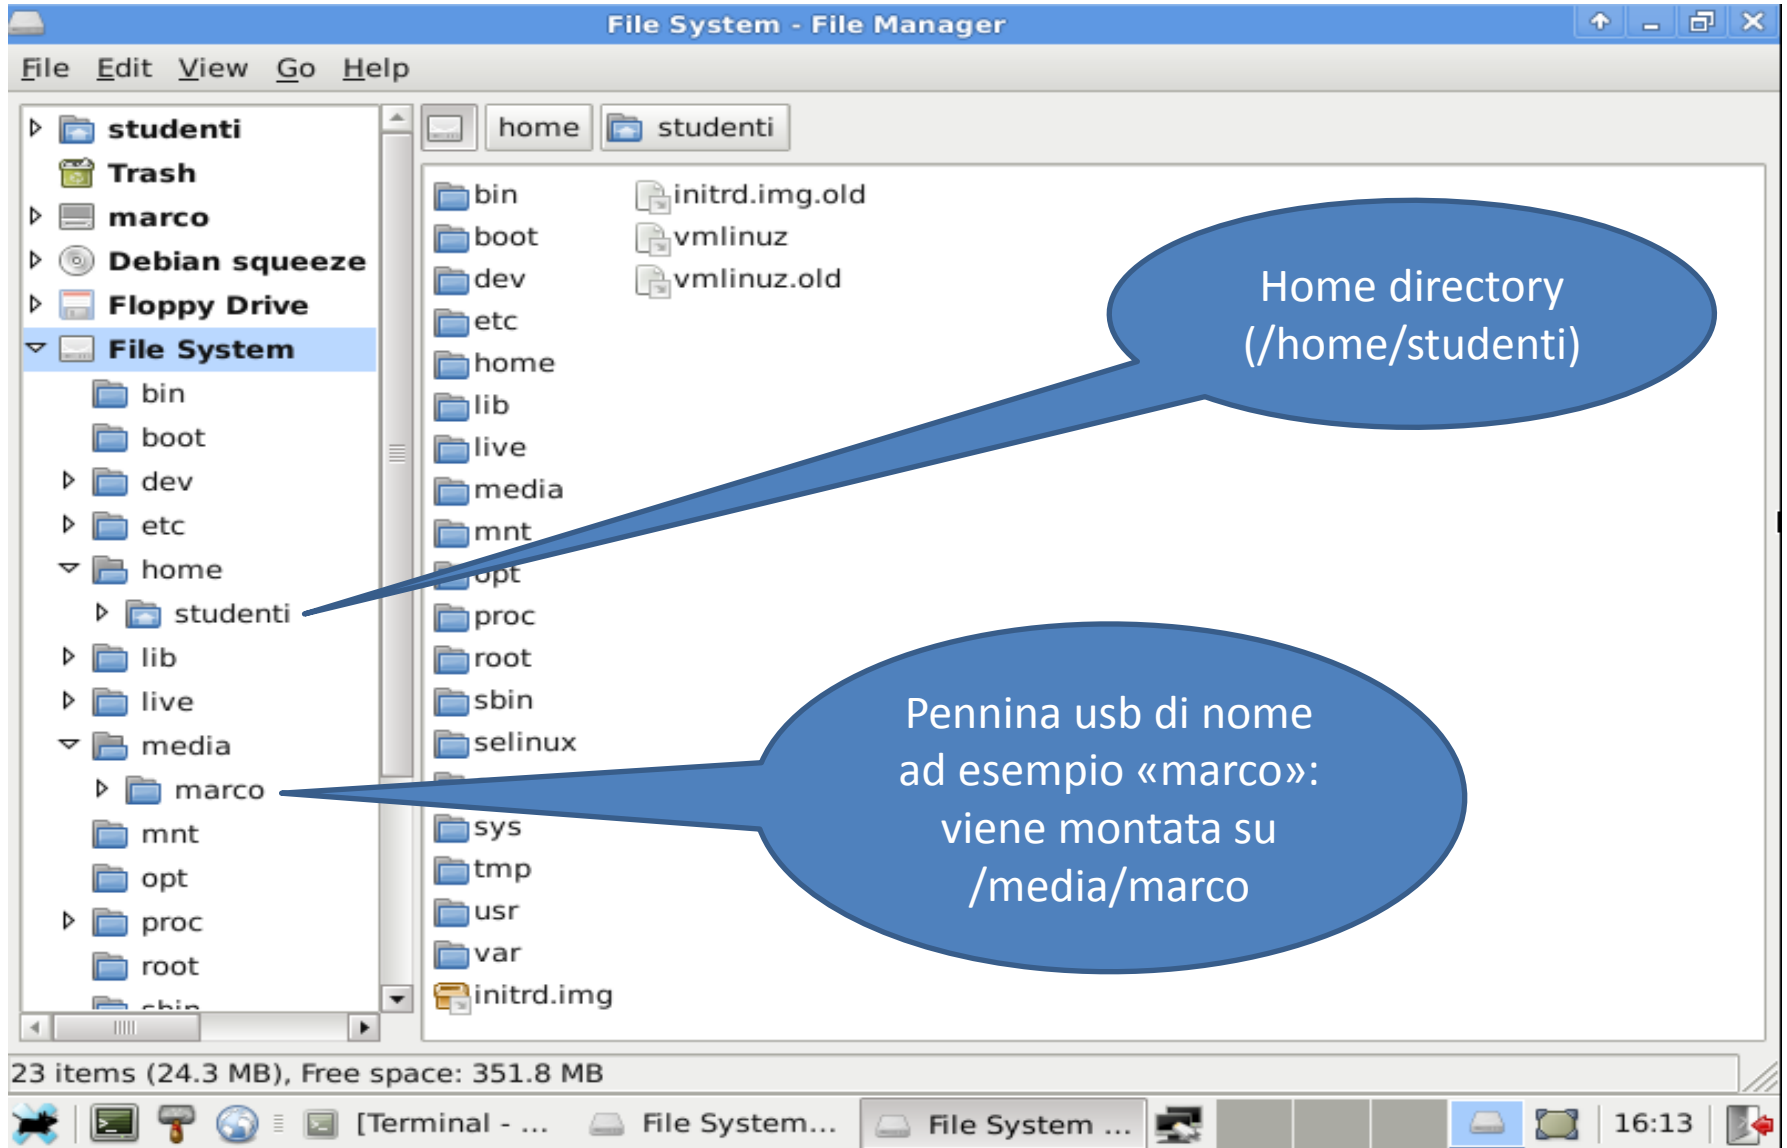 File System - File Manager
File Edit View Go Help
studenti
Trash
marco
Debian squeeze
Floppy Drive
File System
bin
boot
dev
etc
home
studenti
lib
live
media
marco
mnt
opt
proc
root
home studenti
bin
boot
dev
etc
home
lib
live
media
mnt
opt
proc
root
sbin
selinux
sys
tmp
usr
var
initrd.img
initrd.img.old
vmlinuz
vmlinuz.old
Home directory
(/home/studenti)
Pennina usb di nome
ad esempio «marco»:
viene montata su
/media/marco
23 items (24.3 MB), Free space: 351.8 MB
[Terminal - ... File System... File System ... 16:13